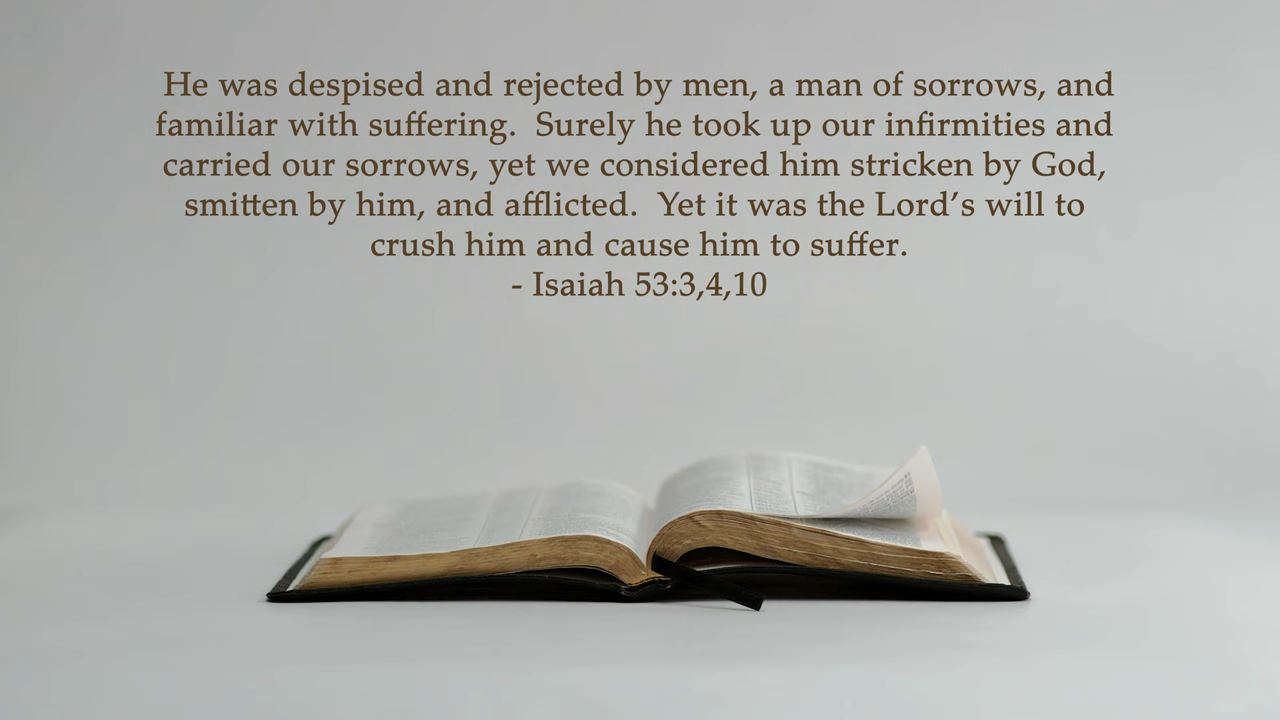 He was despised and rejected by men, a man of sorrows, and
familiar with suffering.  Surely he took up our infirmities and
carried our sorrows, yet we considered him stricken by God,
smitten by him, and afflicted.  Yet it was the Lord’s will to
crush him and cause him to suffer.
- Isaiah 53:3,4,10